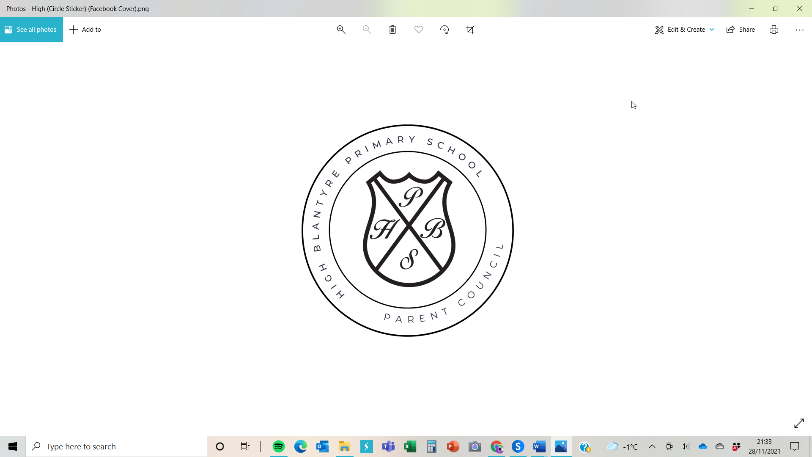 Photos - High (Circle Sticker) (Facebook Cover).png
See all photos
Add to
Edit & Create
Share
HIGH BLANTYRE PRIMARY SCHOOL
P
H B
S
PARENT COUNCIL
Type here to search
-1°C
21:33
28/11/2021